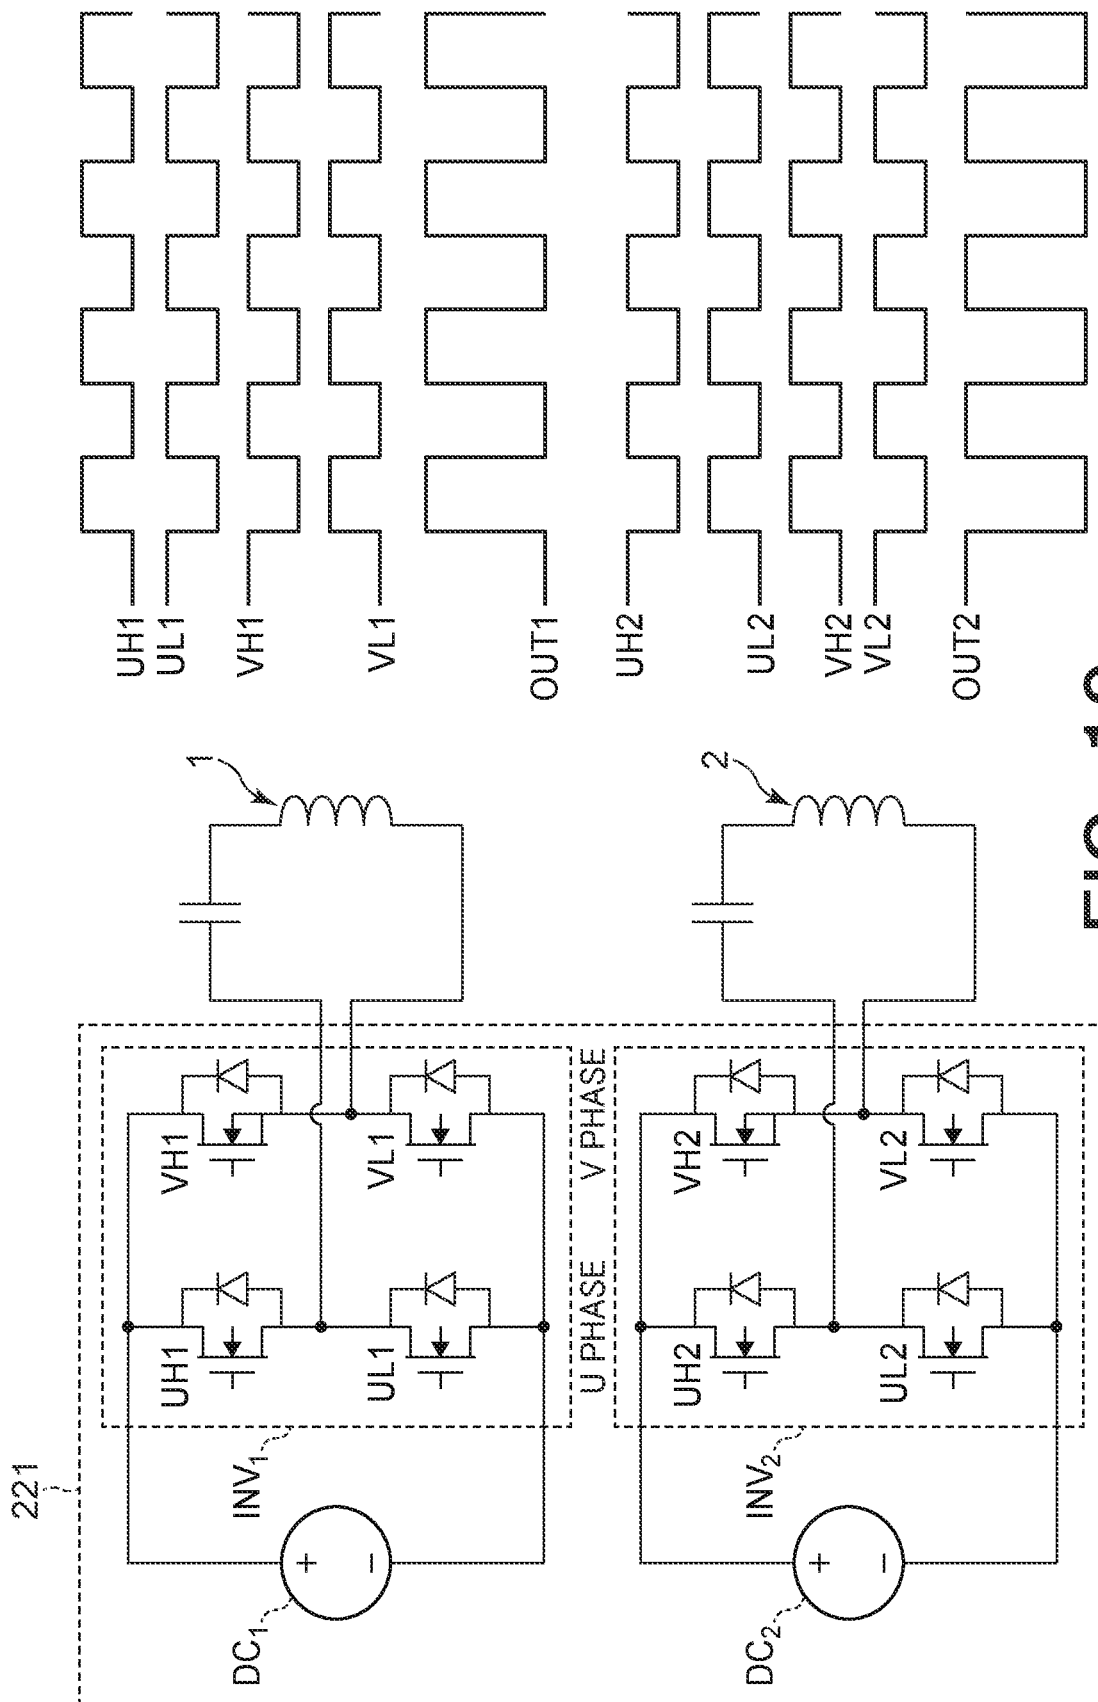 221
DC1
+
−
INV1
UH1
VH1
UL1
VL1
1
U PHASE
V PHASE
DC2
+
−
INV2
UH2
VH2
UL2
VL2
2
UH1
UL1
VH1
VL1
OUT1
UH2
UL2
VH2
VL2
OUT2